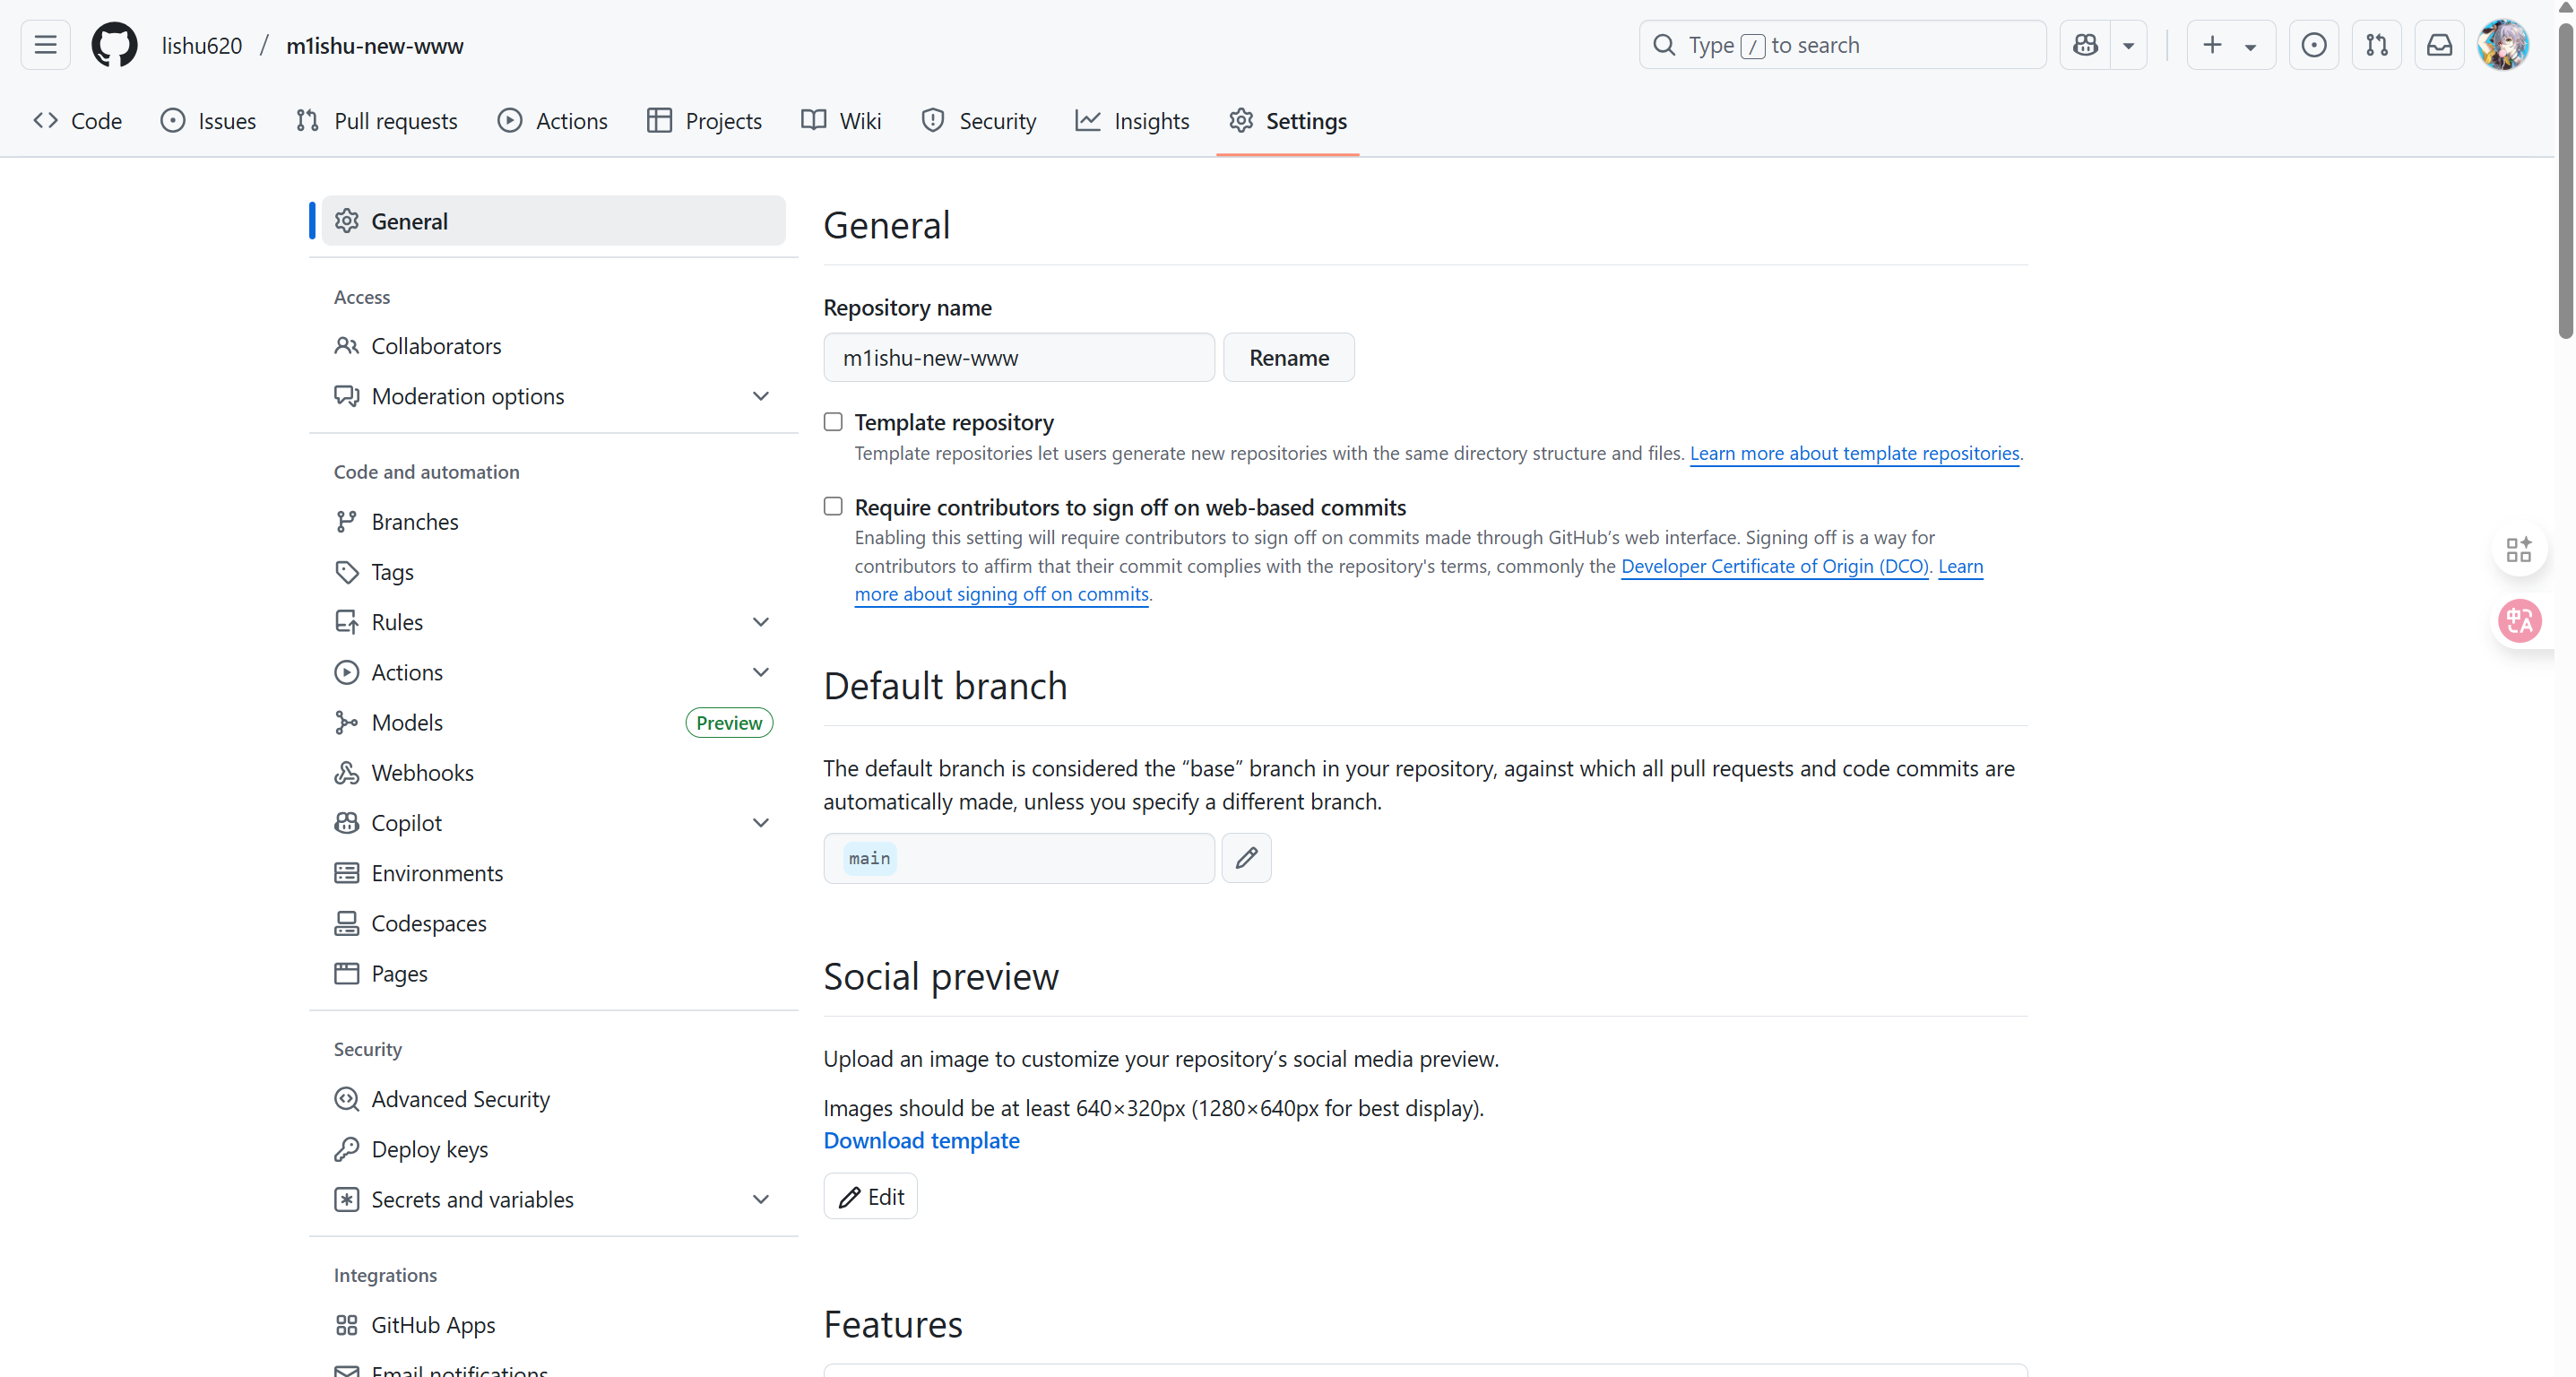 lishu620 / m1ishu-new-www
Type / to search
Code
Issues
Pull requests
Actions
Projects
Wiki
Security
Insights
Settings
General
Access
Collaborators
Moderation options
Code and automation
Branches
Tags
Rules
Actions
Models
Preview
Webhooks
Copilot
Environments
Codespaces
Pages
Security
Advanced Security
Deploy keys
Secrets and variables
Integrations
GitHub Apps
Email notifications
General
Repository name
m1ishu-new-www
Rename
Template repository
Template repositories let users generate new repositories with the same directory structure and files. Learn more about template repositories.
Require contributors to sign off on web-based commits
Enabling this setting will require contributors to sign off on commits made through GitHub’s web interface. Signing off is a way for
contributors to affirm that their commit complies with the repository's terms, commonly the Developer Certificate of Origin (DCO). Learn
more about signing off on commits.
Default branch
The default branch is considered the “base” branch in your repository, against which all pull requests and code commits are
automatically made, unless you specify a different branch.
main
Social preview
Upload an image to customize your repository’s social media preview.
Images should be at least 640×320px (1280×640px for best display).
Download template
Edit
Features
中A